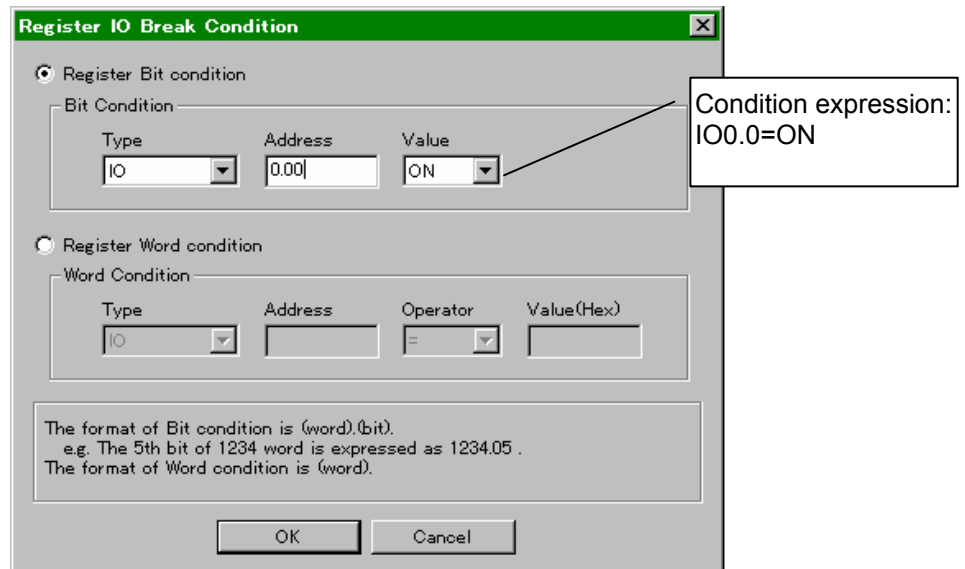 Register IO Break Condition
Register Bit condition
Bit Condition
Type Address Value
IO 0.00 ON
Condition expression:
IO0.0=ON
Register Word condition
Word Condition
Type Address Operator Value(Hex)
IO =
The format of Bit condition is (word).(bit).
e.g. The 5th bit of 1234 word is expressed as 1234.05 .
The format of Word condition is (word).
OK Cancel